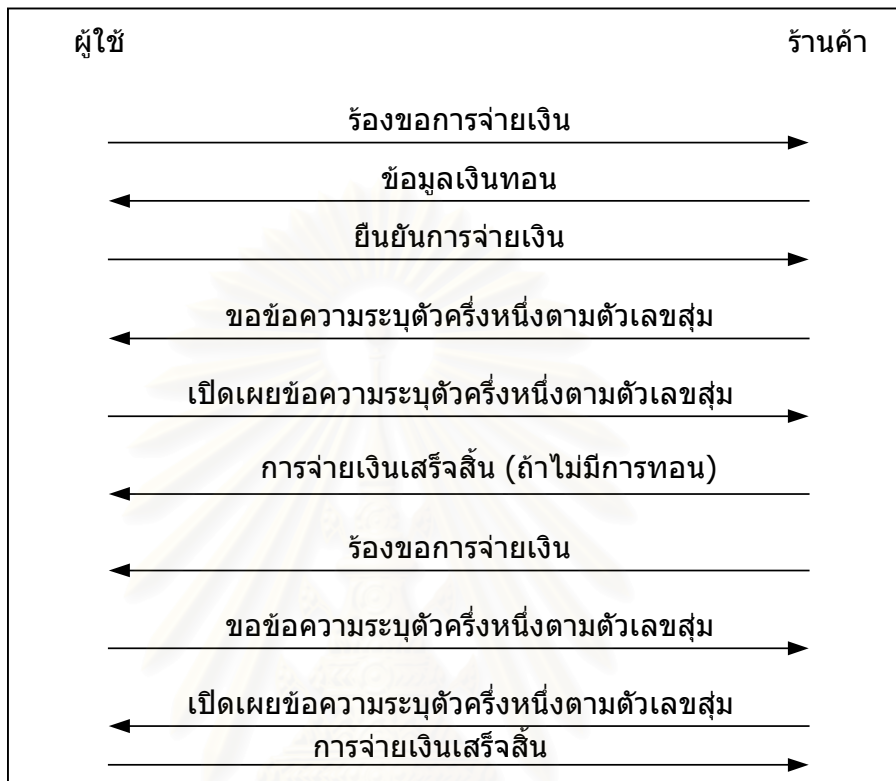 ผู้ใช้ ร้านค้า
ร้องขอการจ่ายเงิน
ข้อมูลเงินทอน
ยืนยันการจ่ายเงิน
ขอข้อความระบุตัวครึ่งหนึ่งตามตัวเลขสุ่ม
เปิดเผยข้อความระบุตัวครึ่งหนึ่งตามตัวเลขสุ่ม
การจ่ายเงินเสร็จสิ้น (ถ้าไม่มีการทอน)
ร้องขอการจ่ายเงิน
ขอข้อความระบุตัวครึ่งหนึ่งตามตัวเลขสุ่ม
เปิดเผยข้อความระบุตัวครึ่งหนึ่งตามตัวเลขสุ่ม
การจ่ายเงินเสร็จสิ้น